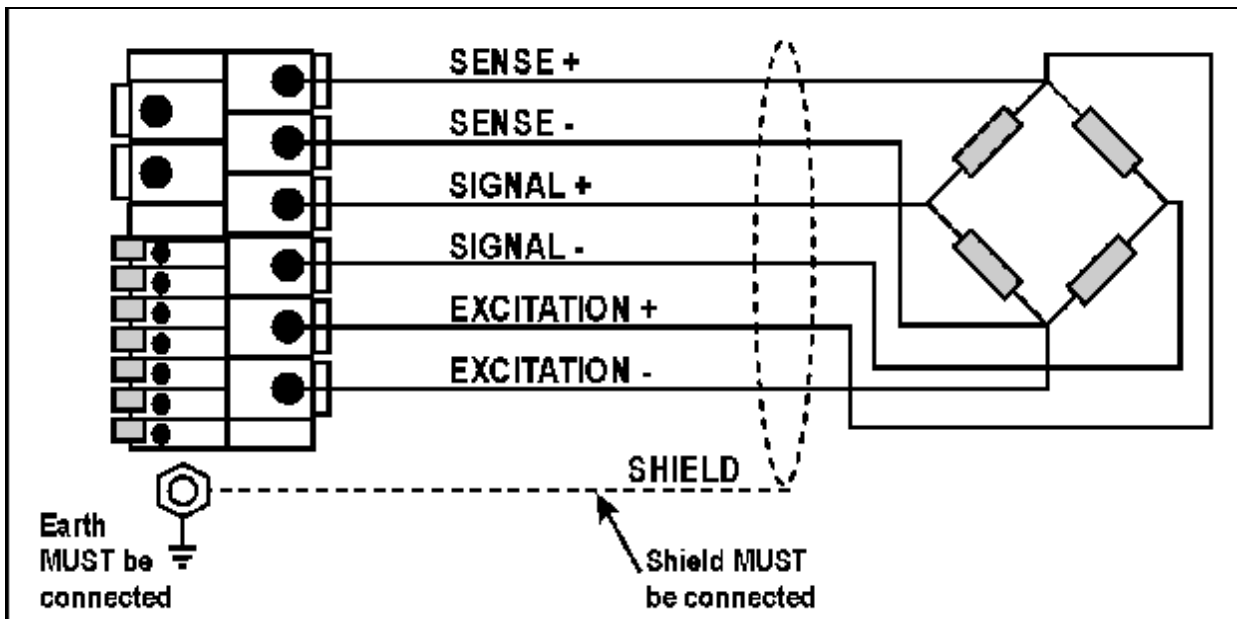 SENSE +
SENSE -
SIGNAL +
SIGNAL -
EXCITATION +
EXCITATION -
SHIELD
Earth
MUST be
connected
Shield MUST
be connected